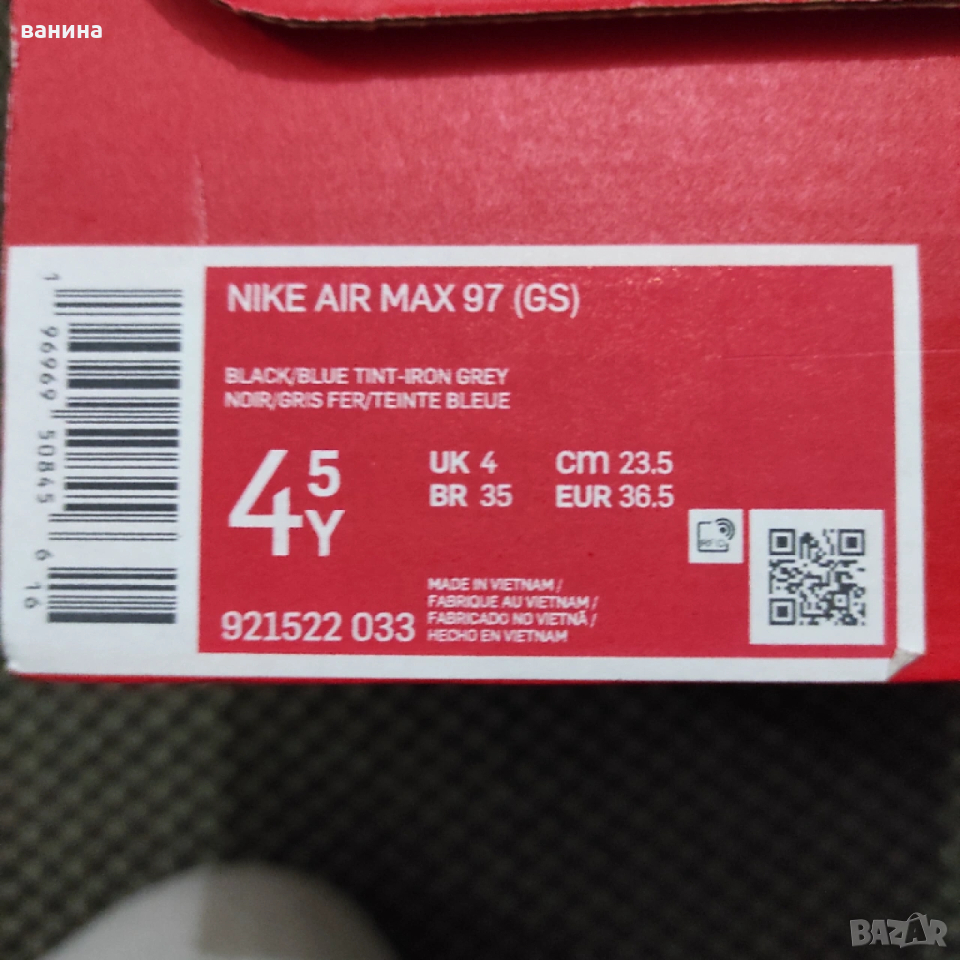 ванина
NIKE AIR MAX 97 (GS)
BLACK/BLUE TINT-IRON GREY
NOIR/GRIS FER/TEINTE BLEUE
4 5 Y
UK 4 cm 23.5
BR 35 EUR 36.5
RFID
MADE IN VIETNAM /
FABRIQUE AU VIETNAM /
FABRICADO NO VIETNÃ /
HECHO EN VIETNAM
921522 033
1 96969 50845 6 16
BAZAR